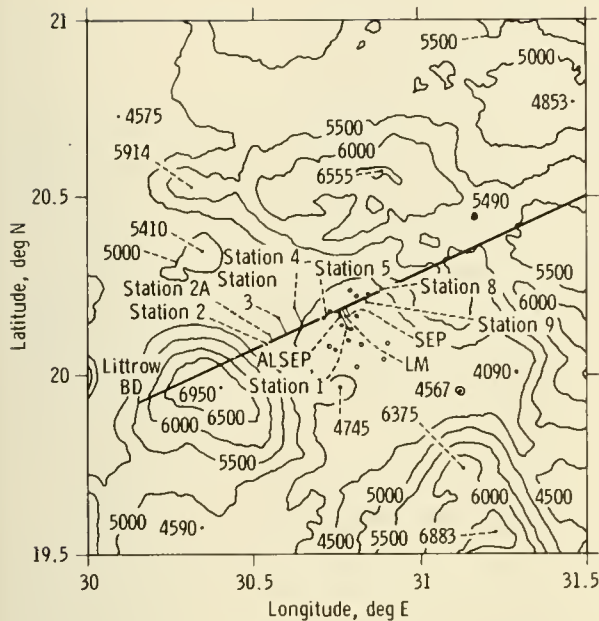 21
5500
5000
4853
4575
5500
5914
6000
6555
20.5
5490
5410
5000
Station 4
Station 5
5500
Station
3
Station 8
6000
Station 2A
Station 2
SEP
Station 9
Littrow
BD
ALSEP
LM
Station 1
20
4090
6950
4567
4745
6375
6500
6000
5500
5000
5000
4590
4500
5500
6000
4500
6883
19.5
30
30.5
31
31.5
Latitude, deg N
Longitude, deg E